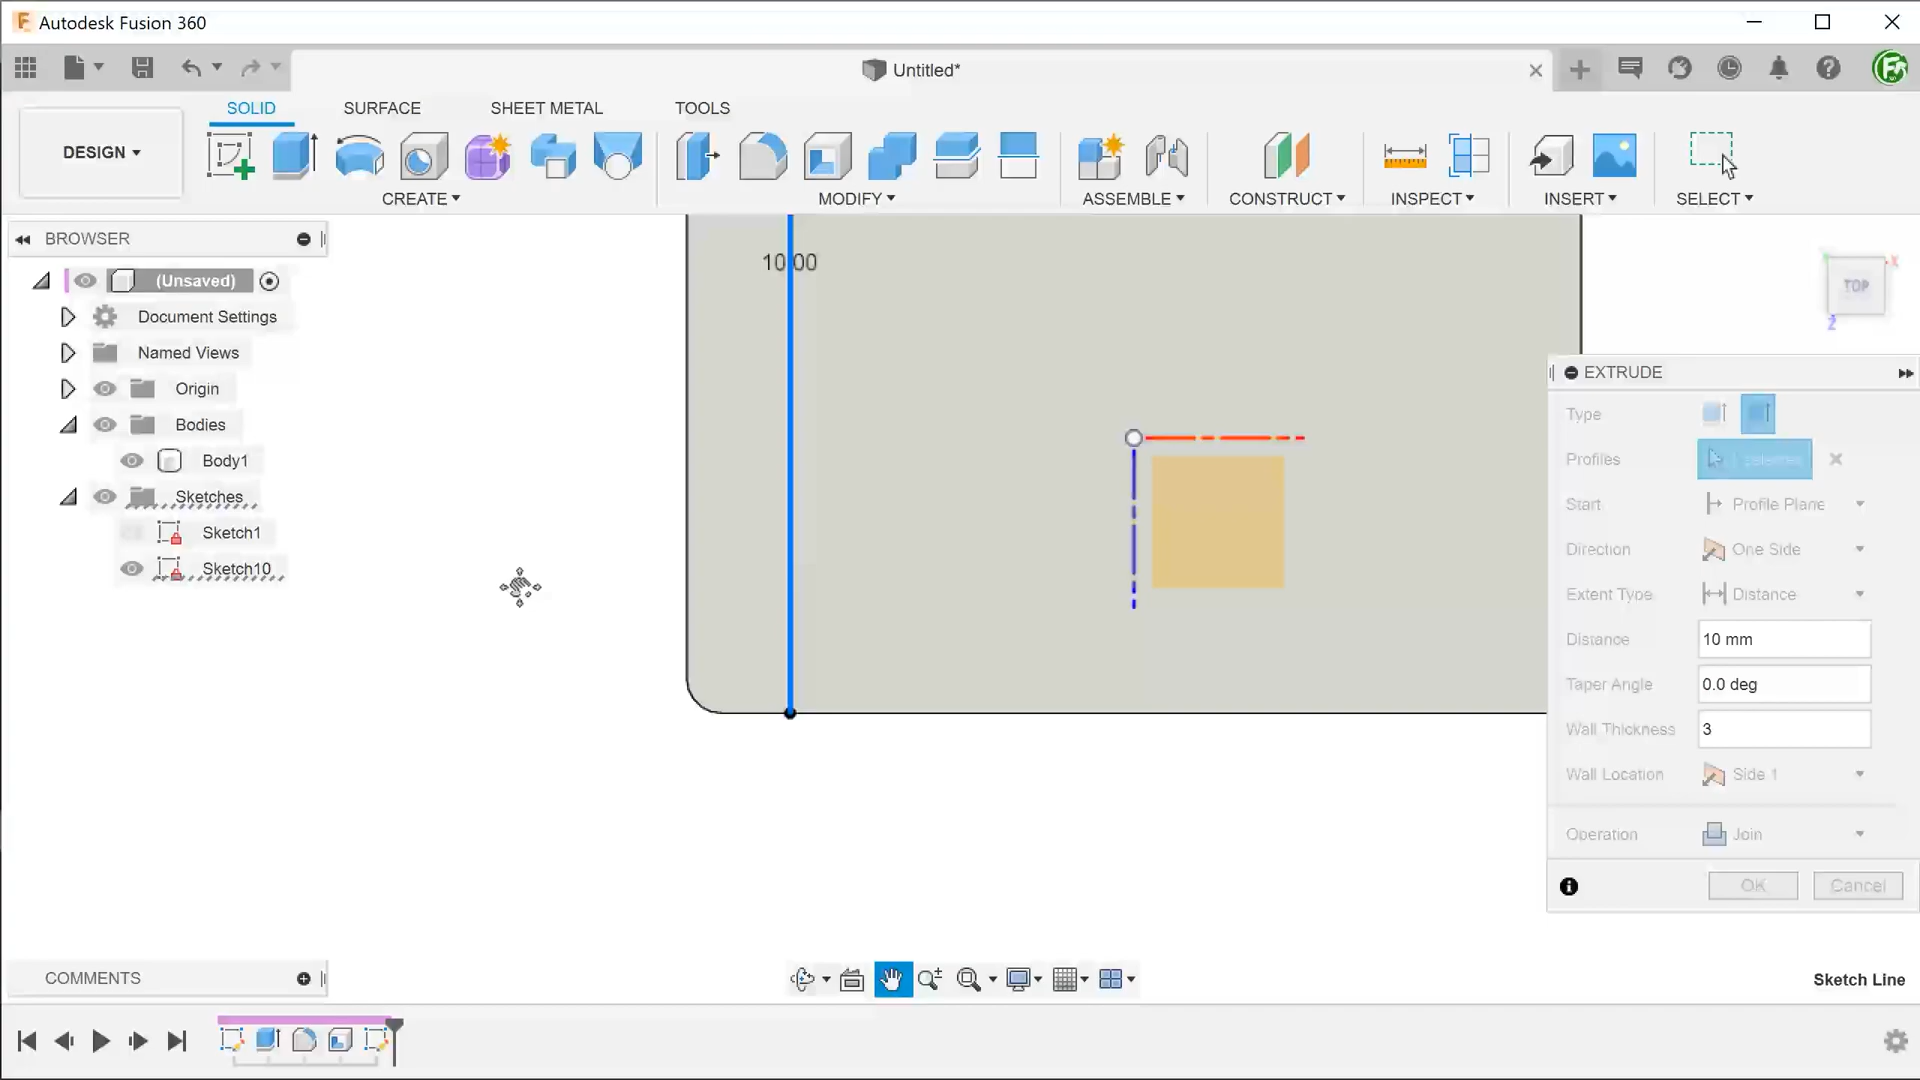 Autodesk Fusion 360
Untitled*
SOLID
SURFACE
SHEET METAL
TOOLS
DESIGN
CREATE
MODIFY
ASSEMBLE
CONSTRUCT
INSPECT
INSERT
SELECT
BROWSER
(Unsaved)
Document Settings
Named Views
Origin
Bodies
Body1
Sketches
Sketch1
Sketch10
10.00
TOP
X
Z
EXTRUDE
Type
Profiles
1 selected
Start
Profile Plane
Direction
One Side
Extent Type
Distance
Distance
10 mm
Taper Angle
0.0 deg
Wall Thickness
3
Wall Location
Side 1
Operation
Join
OK
Cancel
COMMENTS
Sketch Line